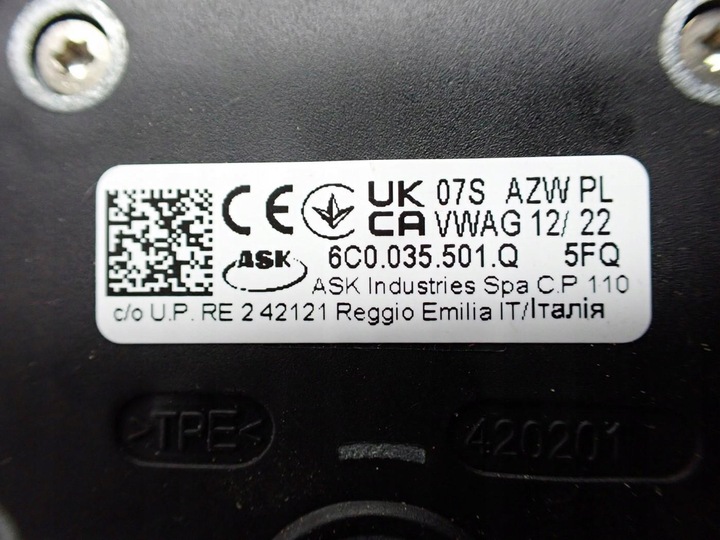 CE UK CA 07S AZW PL
VWAG 12/ 22
ASK 6C0.035.501.Q 5FQ
ASK Industries Spa C.P 110
c/o U.P. RE 2 42121 Reggio Emilia IT/Італія
>TPE<
420201